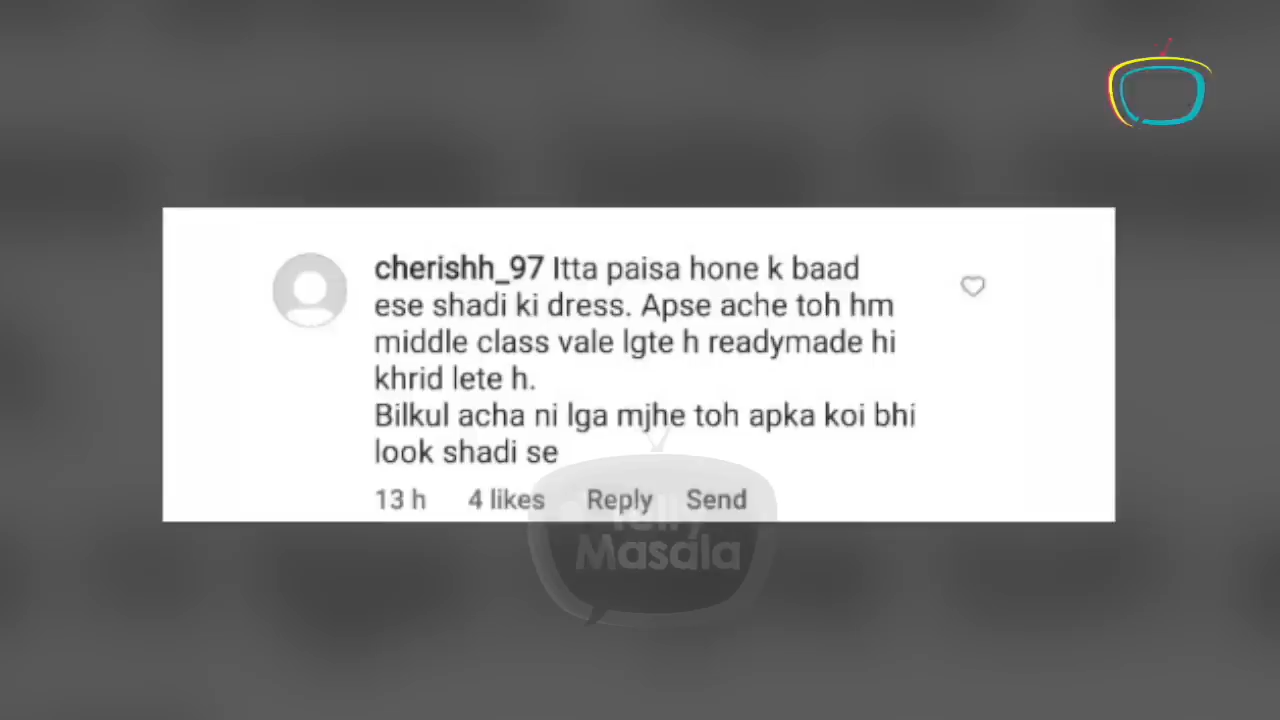 cherishh_97 Itta paisa hone k baad
ese shadi ki dress. Apse ache toh hm
middle class vale lgte h readymade hi
khrid lete h.
Bilkul acha ni lga mjhe toh apka koi bhi
look shadi se
13 h 4 likes Reply Send
Telly
Masala